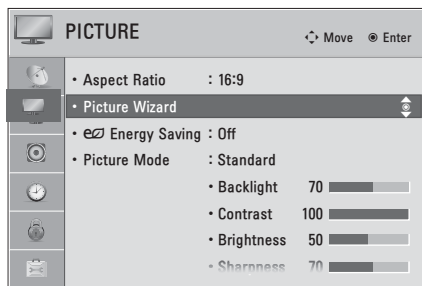 PICTURE
Move Enter
• Aspect Ratio : 16:9
• Picture Wizard
• Energy Saving : Off
• Picture Mode : Standard
• Backlight 70
• Contrast 100
• Brightness 50
• Sharpness 70